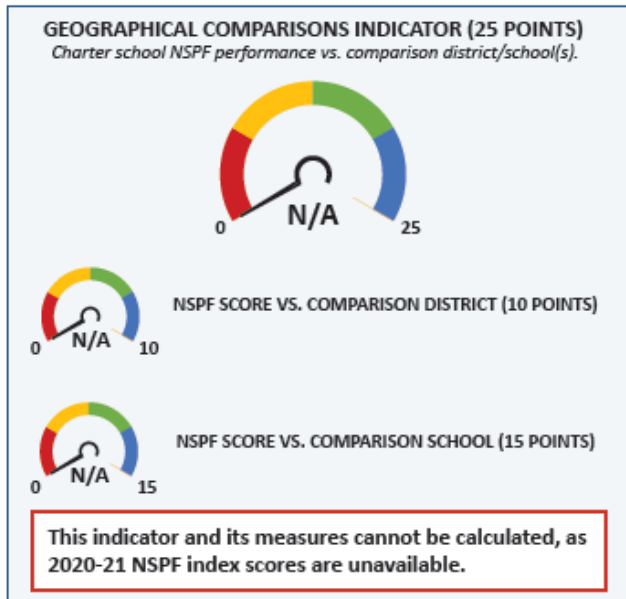 GEOGRAPHICAL COMPARISONS INDICATOR (25 POINTS)
Charter school NSPF performance vs. comparison district/school(s).
N/A
0
25
NSPF SCORE VS. COMPARISON DISTRICT (10 POINTS)
N/A
0
10
NSPF SCORE VS. COMPARISON SCHOOL (15 POINTS)
N/A
0
15
This indicator and its measures cannot be calculated, as
2020-21 NSPF index scores are unavailable.